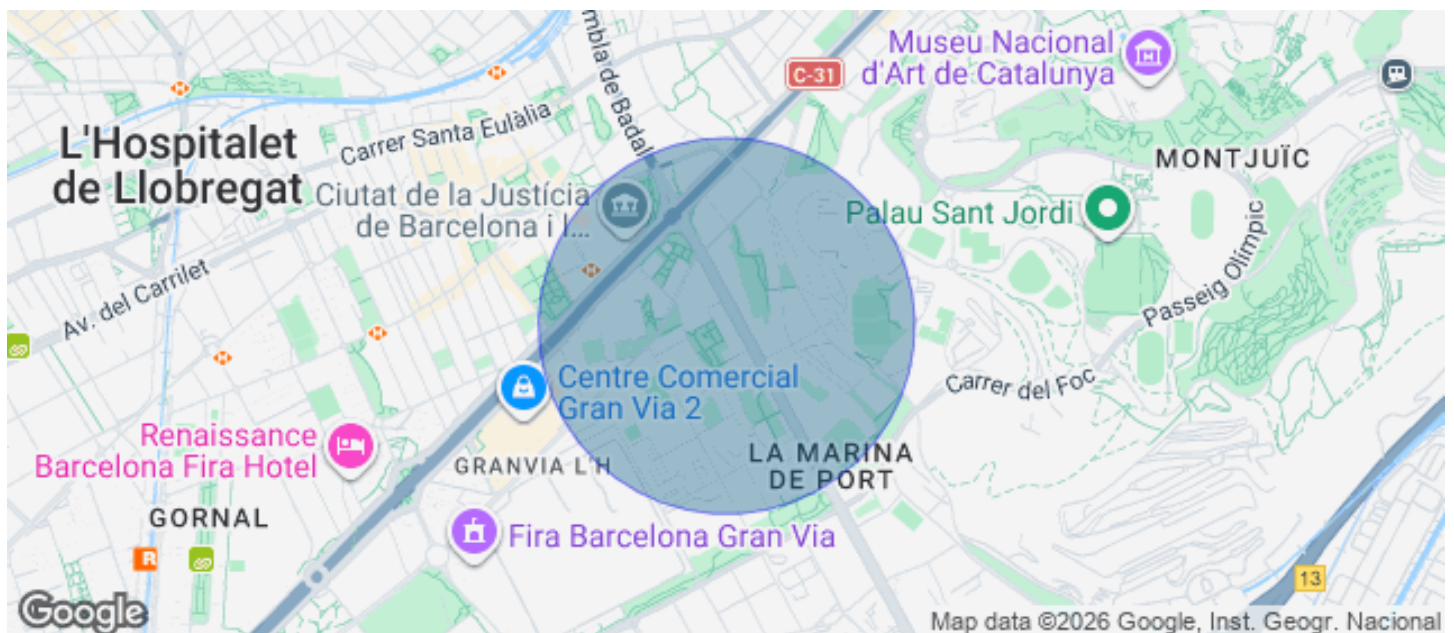 Museu Nacional
d'Art de Catalunya
C-31
mbla de Badal
Carrer Santa Eulàlia
L'Hospitalet
de Llobregat
MONTJUÏC
Ciutat de la Justícia
de Barcelona i l...
Palau Sant Jordi
Passeig Olímpic
Av. del Carrilet
Centre Comercial
Gran Via 2
Carrer del Foc
Renaissance
Barcelona Fira Hotel
GRANVIA L'H
LA MARINA
DE PORT
GORNAL
Fira Barcelona Gran Via
R
13
Google
Map data ©2026 Google, Inst. Geogr. Nacional